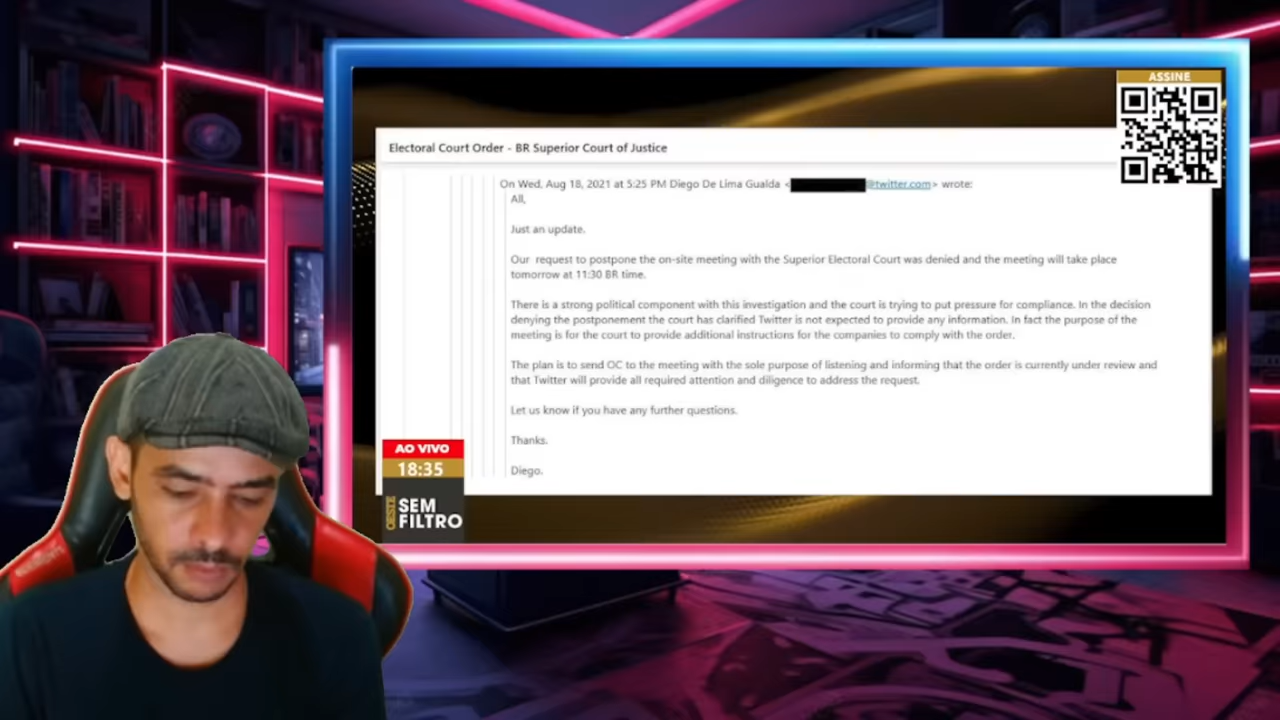 ASSINE
Electoral Court Order - BR Superior Court of Justice
On Wed, Aug 18, 2021 at 5:25 PM Diego De Lima Gualda < @twitter.com> wrote:
All,
Just an update.
Our request to postpone the on-site meeting with the Superior Electoral Court was denied and the meeting will take place
tomorrow at 11:30 BR time.
There is a strong political component with this investigation and the court is trying to put pressure for compliance. In the decision
denying the postponement the court has clarified Twitter is not expected to provide any information. In fact the purpose of the
meeting is for the court to provide additional instructions for the companies to comply with the order.
The plan is to send OC to the meeting with the sole purpose of listening and informing that the order is currently under review and
that Twitter will provide all required attention and diligence to address the request.
Let us know if you have any further questions.
Thanks.
Diego.
AO VIVO
18:35
OESTE
SEM
FILTRO